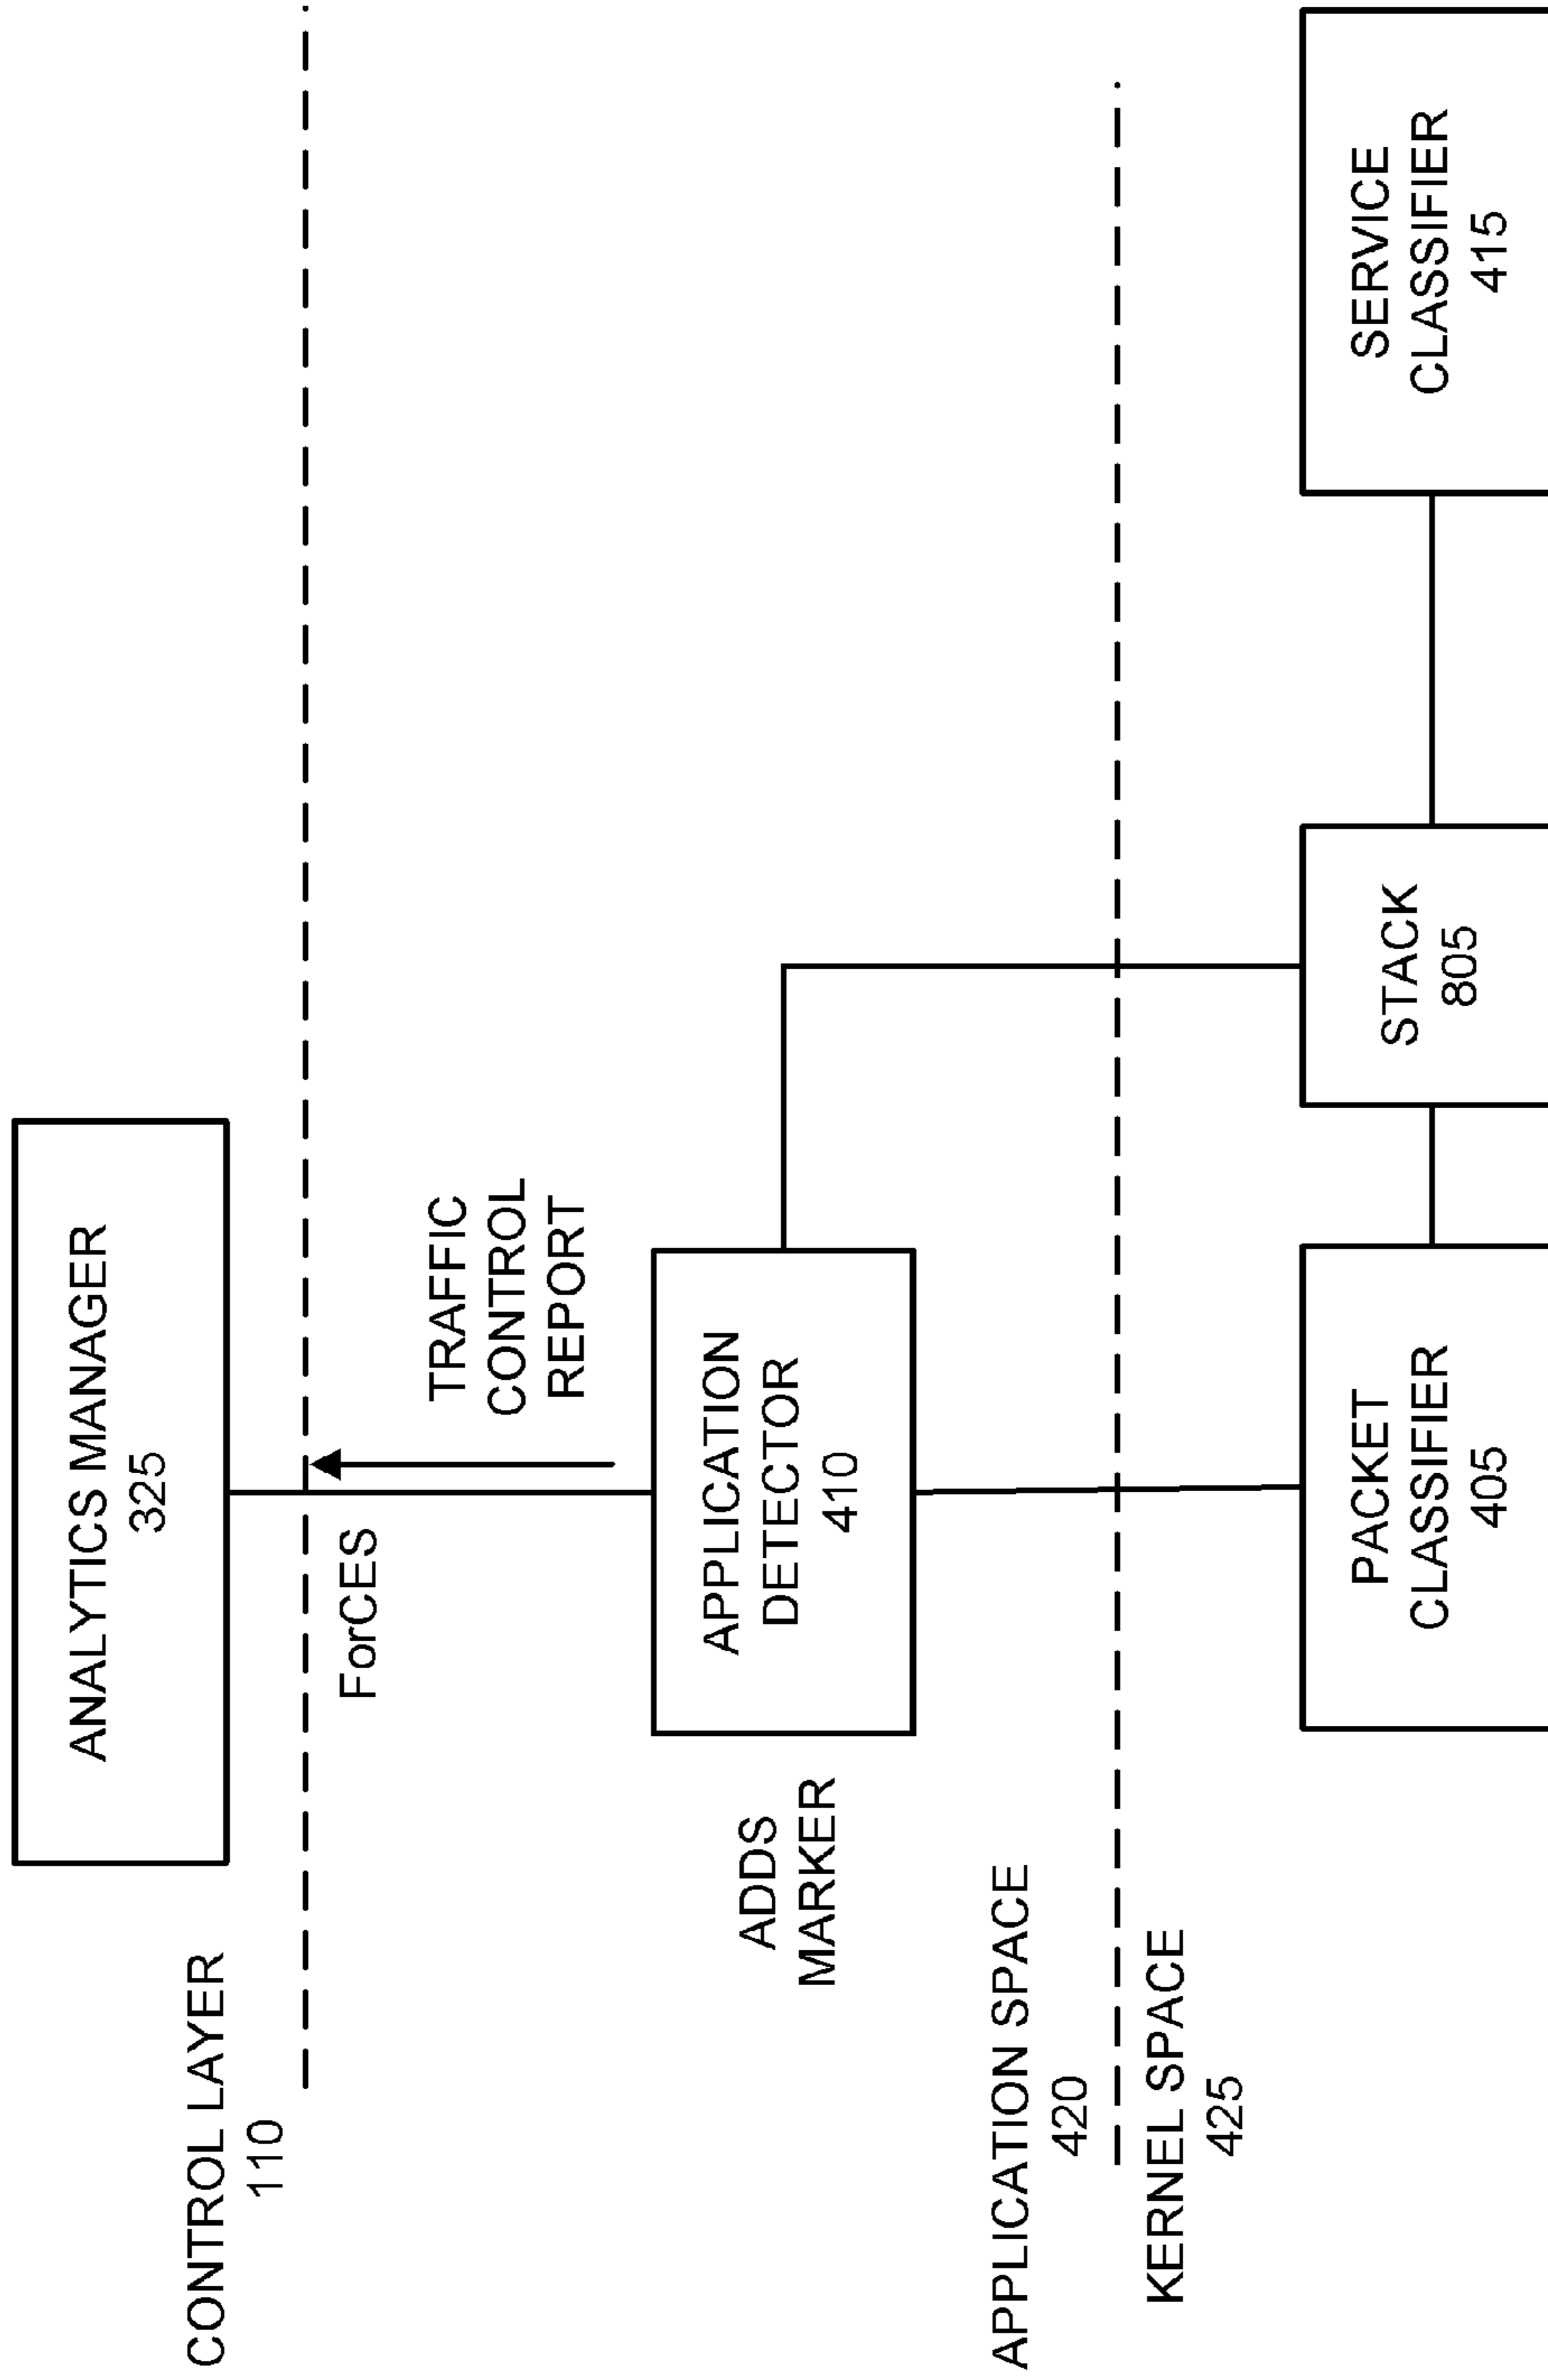 ANALYTICS MANAGER
325
CONTROL LAYER
110
ForCES
TRAFFIC
CONTROL
REPORT
ADDS
MARKER
APPLICATION
DETECTOR
410
APPLICATION SPACE
420
KERNEL SPACE
425
PACKET
CLASSIFIER
405
STACK
805
SERVICE
CLASSIFIER
415